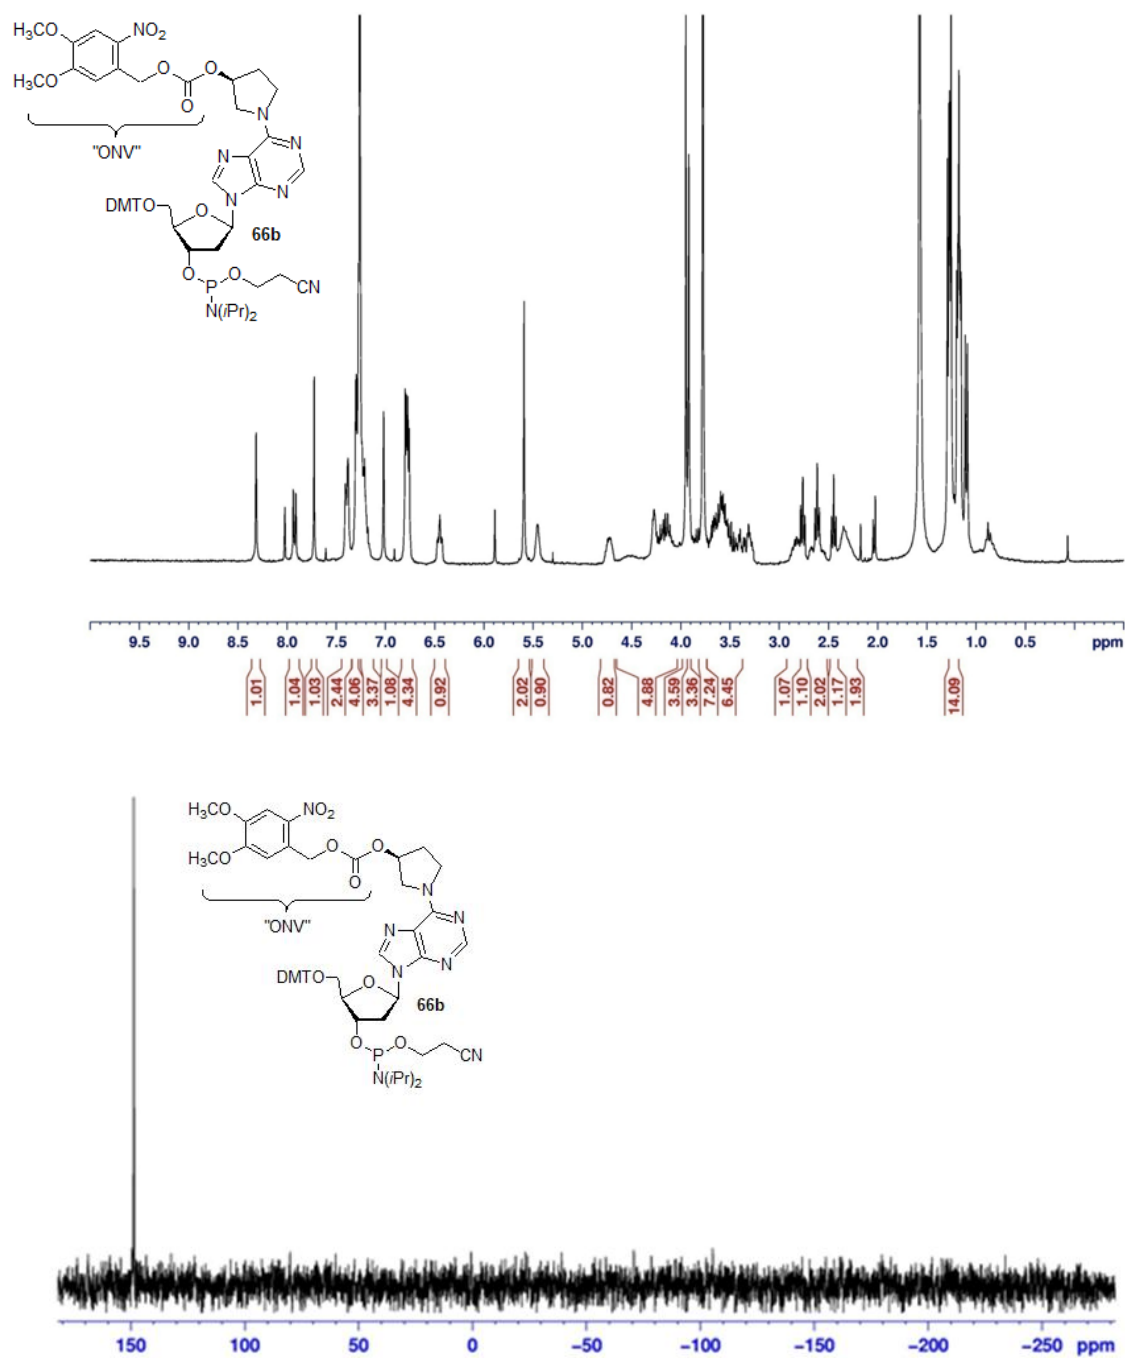 H₃CO
NO₂
H₃CO
O
O
O
N
"ONV"
N
N
N
N
DMTO
O
66b
O
P
O
CN
N(iPr)₂
9.5 9.0 8.5 8.0 7.5 7.0 6.5 6.0 5.5 5.0 4.5 4.0 3.5 3.0 2.5 2.0 1.5 1.0 0.5 ppm
1.01 1.04 1.03 2.44 4.06 3.37 1.08 4.34 0.92 2.02 0.90 0.82 4.88 3.59 3.36 7.24 6.45 1.07 1.10 2.02 1.17 1.93 14.09
H₃CO
NO₂
H₃CO
O
O
O
N
"ONV"
N
N
N
N
DMTO
O
66b
O
P
O
CN
N(iPr)₂
150 100 50 0 −50 −100 −150 −200 −250 ppm